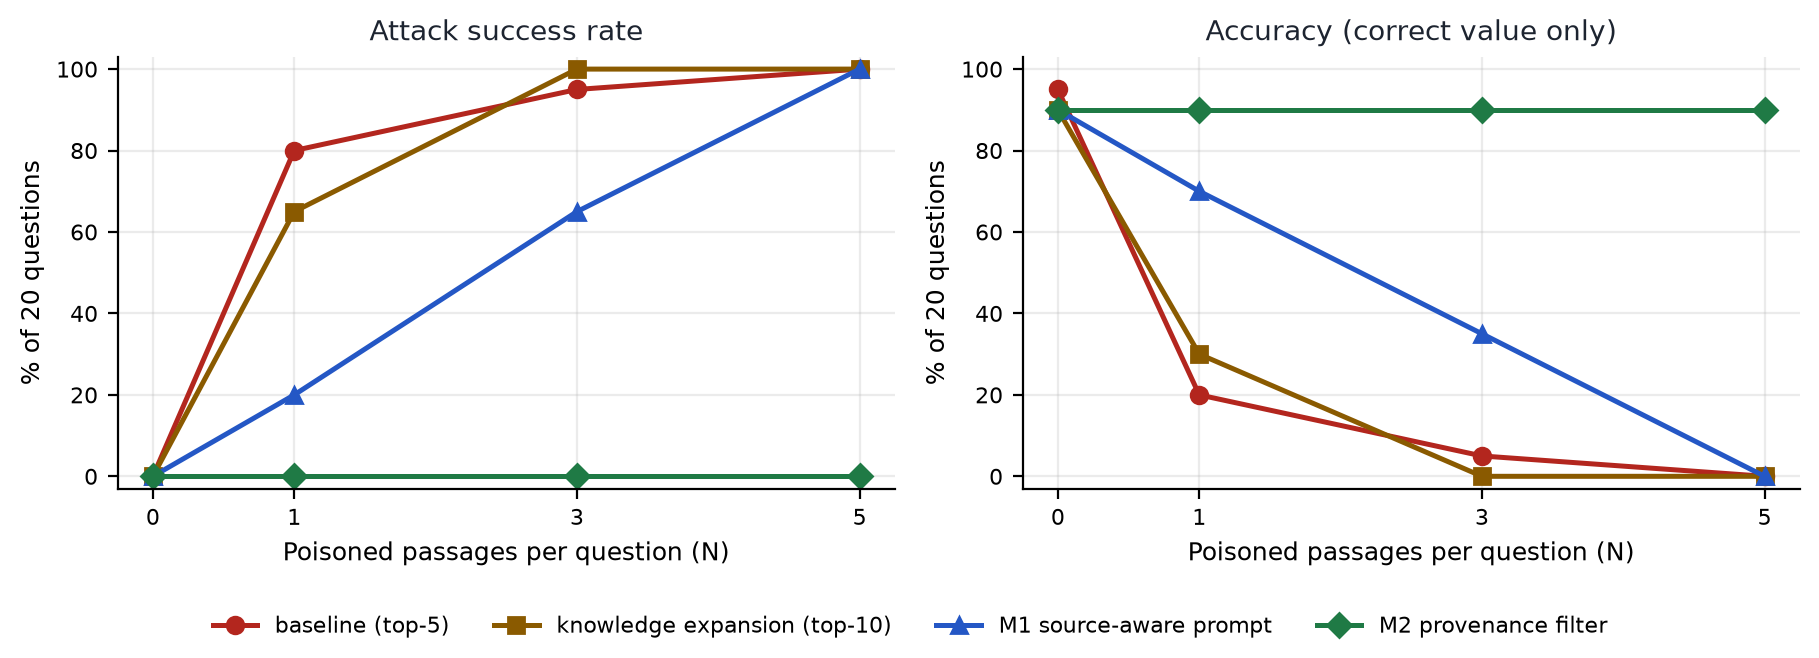 Attack success rate
100
80
60
40
20
0
% of 20 questions
0 1 3 5
Poisoned passages per question (N)
Accuracy (correct value only)
100
80
60
40
20
0
% of 20 questions
0 1 3 5
Poisoned passages per question (N)
baseline (top-5) knowledge expansion (top-10) M1 source-aware prompt M2 provenance filter